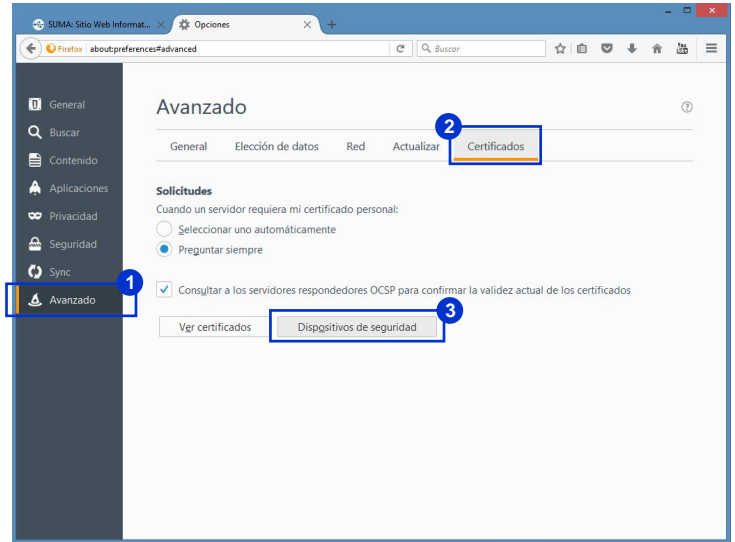 SUMA: Sitio Web Informat...
Opciones
Firefox about:preferences#advanced
Buscar
You Tube
General
Buscar
Contenido
Aplicaciones
Privacidad
Seguridad
Sync
1
Avanzado
Avanzado
?
2
General Elección de datos Red Actualizar Certificados
Solicitudes
Cuando un servidor requiera mi certificado personal:
Seleccionar uno automáticamente
Preguntar siempre
Consultar a los servidores respondedores OCSP para confirmar la validez actual de los certificados
3
Ver certificados Dispositivos de seguridad